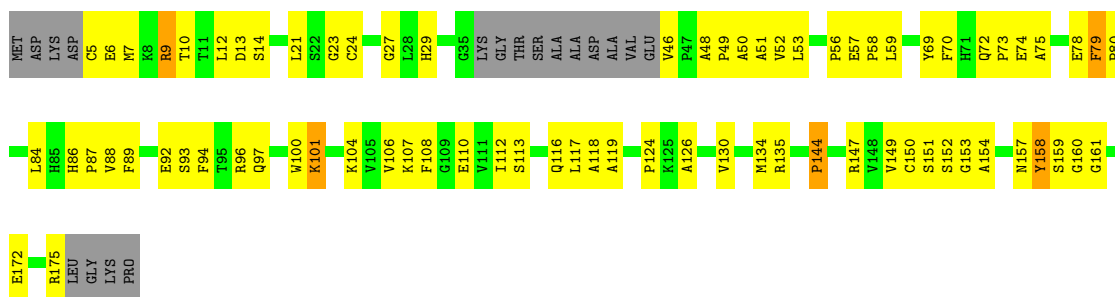 MET ASP LYS ASP C5 E6 M7 K8 R9 T10 T11 L12 D13 S14 L21 S22 G23 C24 G27 L28 H29 G35 LYS GLY THR SER ALA ALA ASP ALA VAL GLU V46 P47 A48 P49 A50 A51 V52 L53 P56 E57 P58 L59 Y69 F70 H71 Q72 P73 E74 A75 E78 F79
L84 H85 H86 P87 V88 F89 E92 S93 F94 T95 R96 Q97 W100 K101 K104 V105 V106 K107 F108 G109 E110 V111 I112 S113 Q116 L117 A118 A119 P124 K125 A126 V130 M134 R135 P144 R147 V148 V149 C150 S151 S152 G153 A154 N157 Y158 S159 G160 G161
E172 R175 LEU GLY LYS PRO